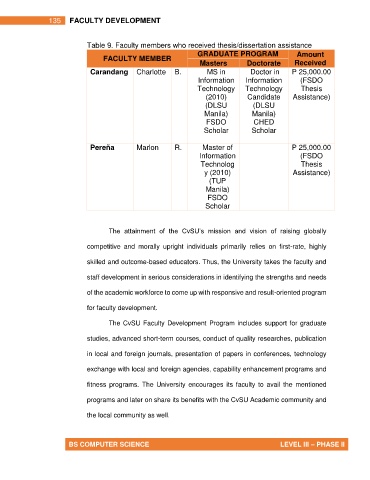 135 FACULTY DEVELOPMENT
Table 9. Faculty members who received thesis/dissertation assistance
FACULTY MEMBER GRADUATE PROGRAM Amount Received
Masters Doctorate
Carandang Charlotte B. MS in Information Technology (2010) (DLSU Manila) FSDO Scholar Doctor in Information Technology Candidate (DLSU Manila) CHED Scholar P 25,000.00 (FSDO Thesis Assistance)
Pereña Marlon R. Master of Information Technolog y (2010) (TUP Manila) FSDO Scholar P 25,000.00 (FSDO Thesis Assistance)
The attainment of the CvSU's mission and vision of raising globally
competitive and morally upright individuals primarily relies on first-rate, highly
skilled and outcome-based educators. Thus, the University takes the faculty and
staff development in serious considerations in identifying the strengths and needs
of the academic workforce to come up with responsive and result-oriented program
for faculty development.
The CvSU Faculty Development Program includes support for graduate
studies, advanced short-term courses, conduct of quality researches, publication
in local and foreign journals, presentation of papers in conferences, technology
exchange with local and foreign agencies, capability enhancement programs and
fitness programs. The University encourages its faculty to avail the mentioned
programs and later on share its benefits with the CvSU Academic community and
the local community as well.
BS COMPUTER SCIENCE LEVEL III – PHASE II